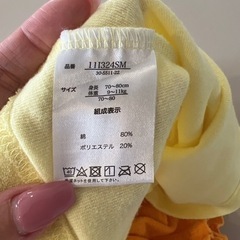 品番 111324SM
30-5511-22
サイズ 身長 70~80cm
体重 9~11kg
70~80
組成表示
綿 80%
ポリエステル 20%